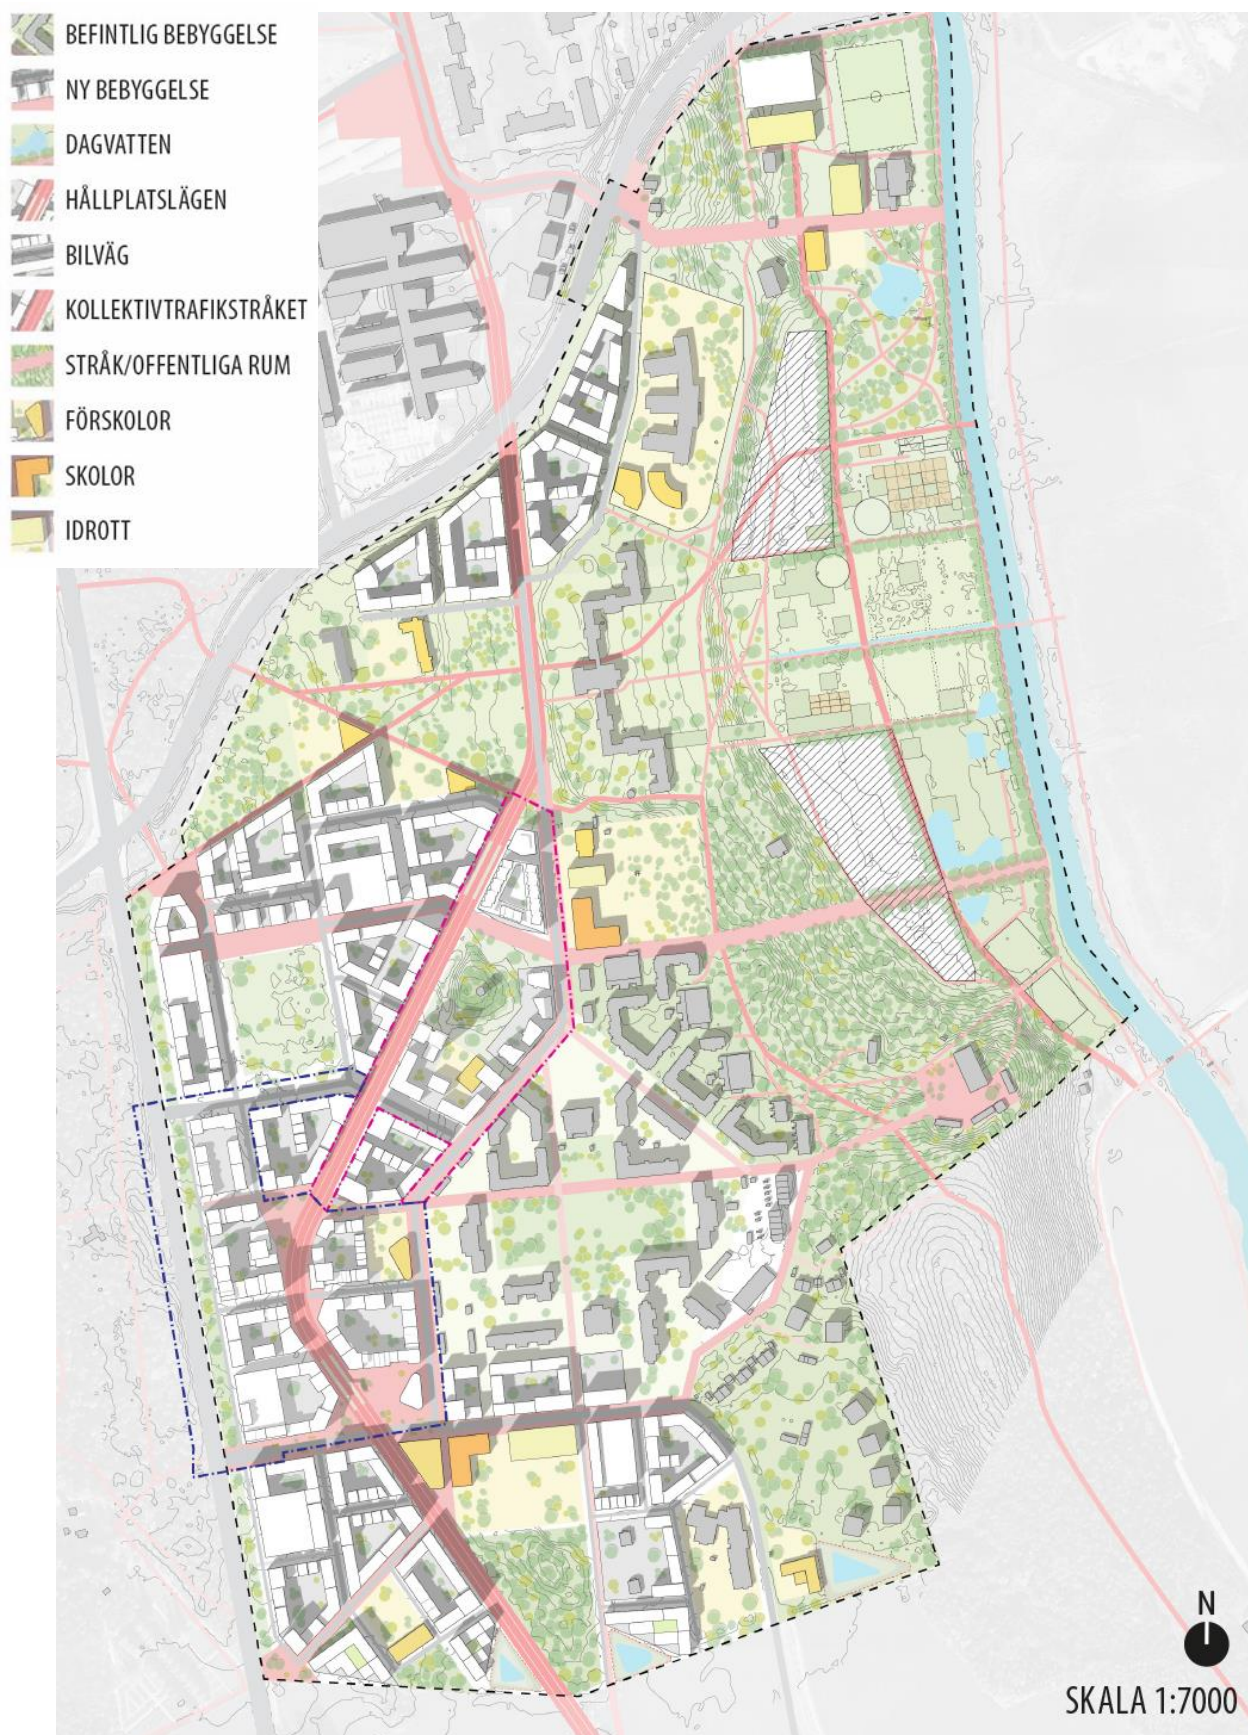 BEFINTLIG BEBYGGELSE
NY BEBYGGELSE
DAGVATTEN
HÅLLPLATSLÄGEN
BILVÄG
KOLLEKTIVTRAFIKSTRÅKET
STRÅK/OFFENTLIGA RUM
FÖRSKOLOR
SKOLOR
IDROTT
N
SKALA 1:7000